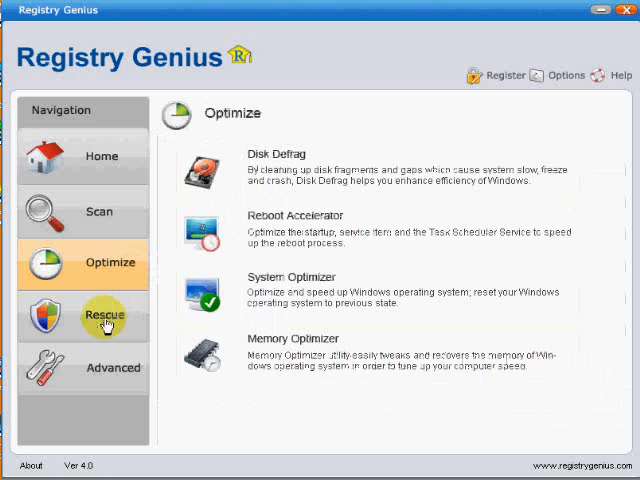 Registry Genius
Registry Genius R
Register Options Help
Navigation
Home
Scan
Optimize
Rescue
Advanced
Optimize
Disk Defrag
By cleaning up disk fragments and gaps which cause system slow, freeze
and crash, Disk Defrag helps you enhance efficiency of Windows.
Reboot Accelerator
Optimize the startup, service item and the Task Scheduler Service to speed
up the reboot process.
System Optimizer
Optimize and speed up Windows operating system; reset your Windows
operating system to previous state.
Memory Optimizer
Memory Optimizer utility easily tweaks and recovers the memory of Win-
dows operating system in order to tune up your computer speed.
About Ver 4.0 www.registrygenius.com